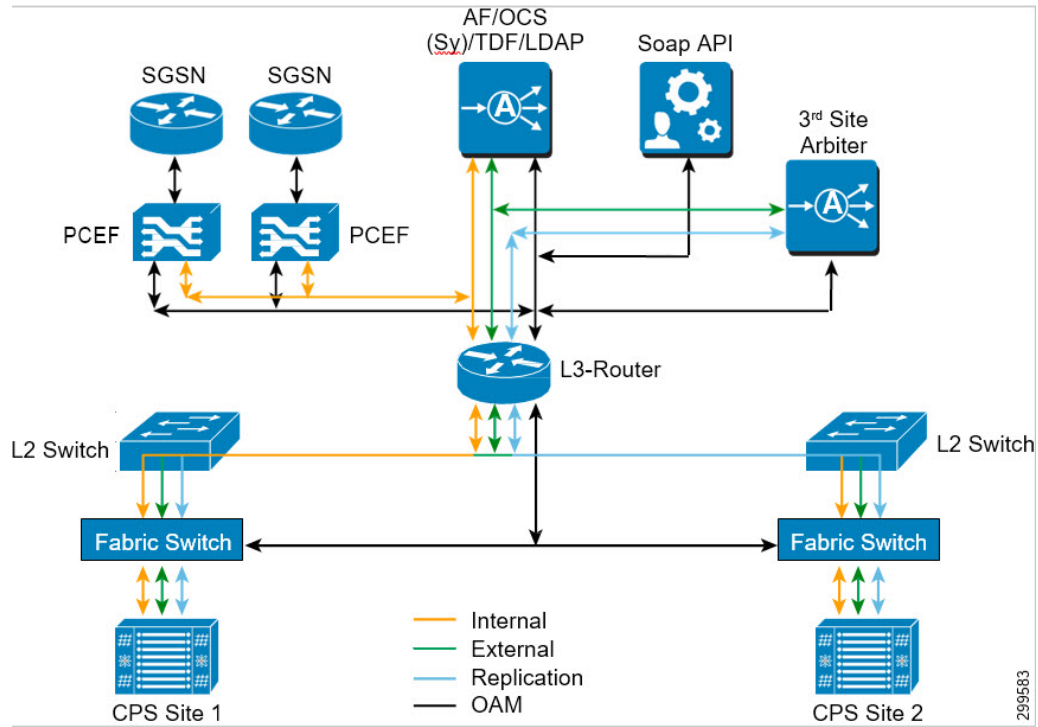 AF/OCS
(Sy)/TDF/LDAP
Soap API
SGSN
SGSN
3rd Site
Arbiter
A
A
PCEF
PCEF
L3-Router
L2 Switch
L2 Switch
Fabric Switch
Fabric Switch
Internal
External
Replication
OAM
CPS Site 1
CPS Site 2
299583